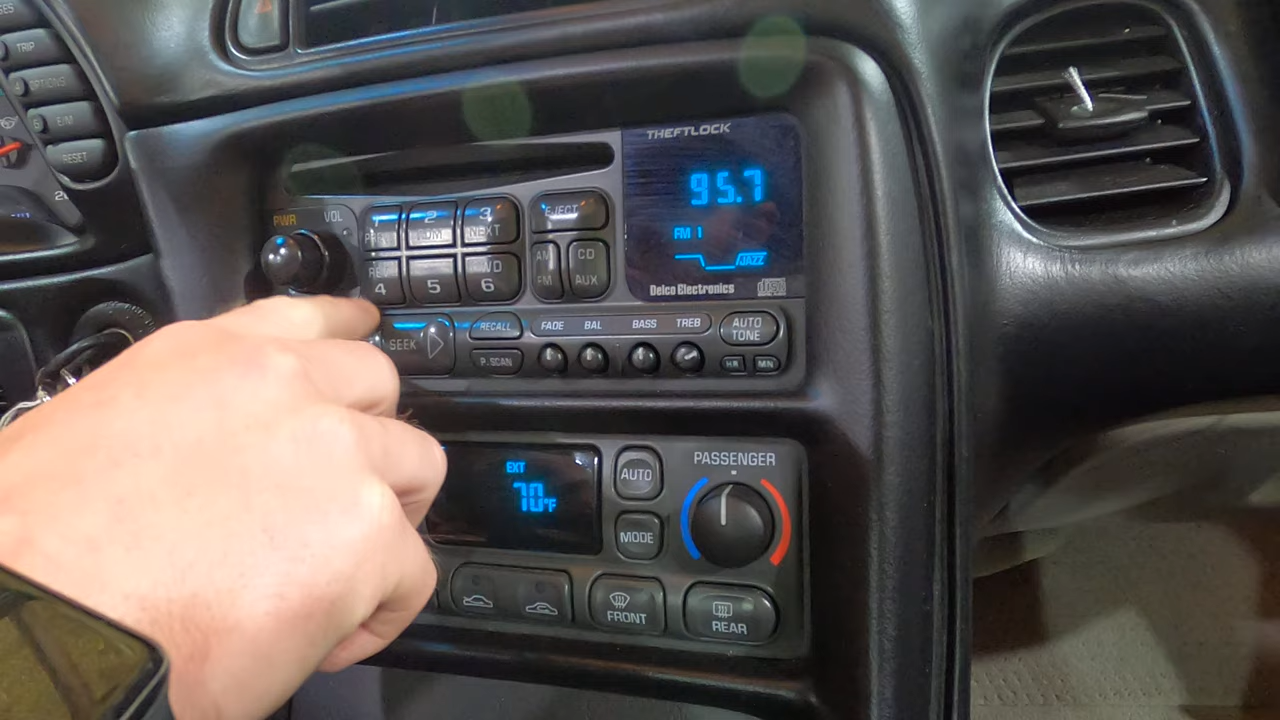 TRIP
OPTIONS
E/M
RESET
THEFTLOCK
95.7
FM 1
JAZZ
Delco Electronics
PWR
VOL
1
2
3
NEXT
EJECT
4
5
6
AM
FM
CD
AUX
SEEK
RECALL
P.SCAN
FADE
BAL
BASS
TREB
AUTO
TONE
HR
MN
EXT
70°F
AUTO
MODE
PASSENGER
FRONT
REAR